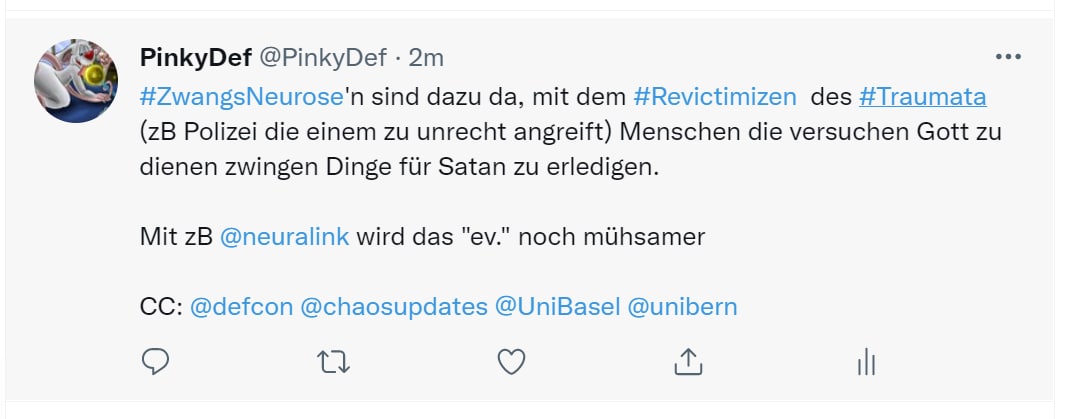 PinkyDef @PinkyDef · 2m
#ZwangsNeurose'n sind dazu da, mit dem #Revictimizen des #Traumata
(zB Polizei die einem zu unrecht angreift) Menschen die versuchen Gott zu
dienen zwingen Dinge für Satan zu erledigen.
Mit zB @neuralink wird das "ev." noch mühsamer
CC: @defcon @chaosupdates @UniBasel @unibern